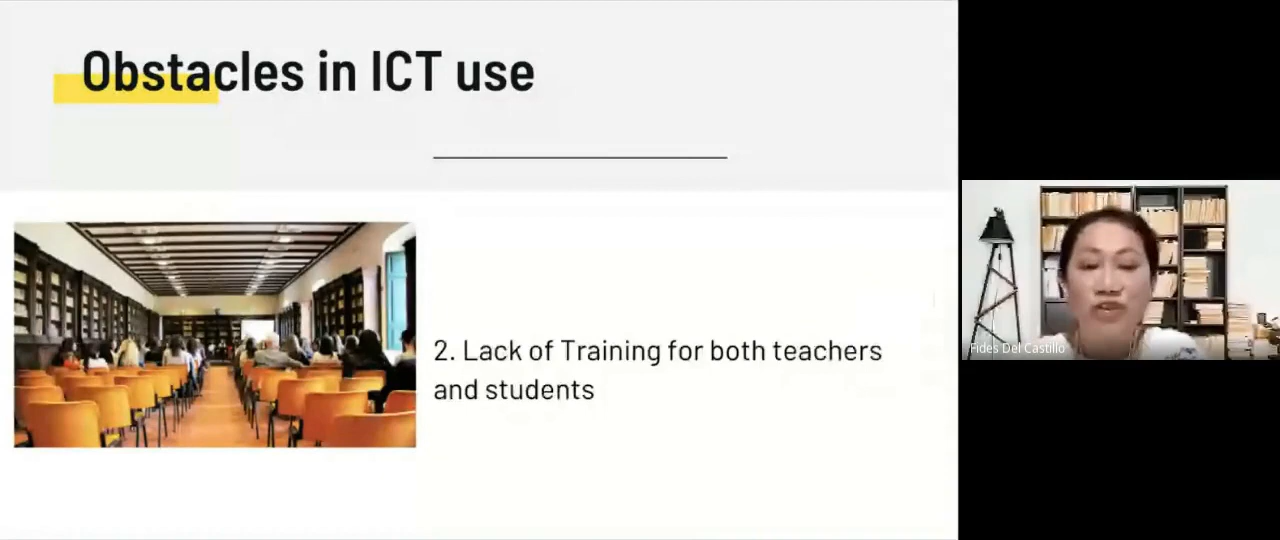 Obstacles in ICT use
2. Lack of Training for both teachers
and students
Fides Del Castillo